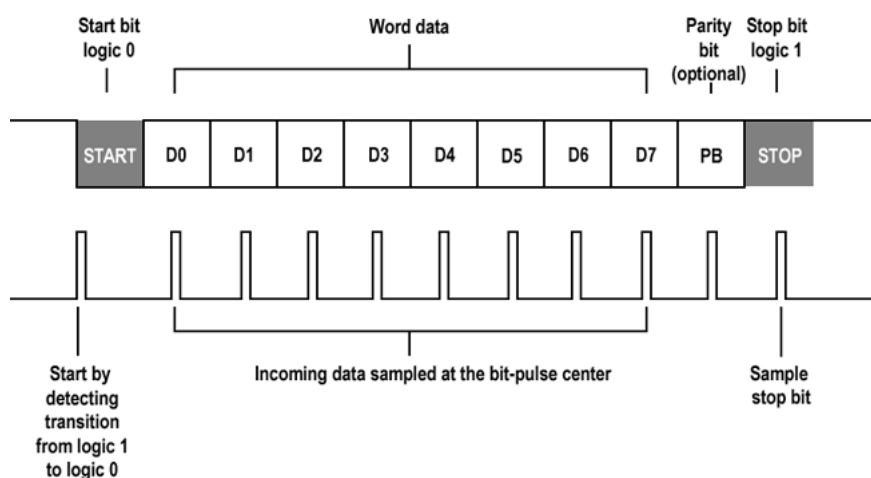 Start bit
logic 0
Word data
Parity
bit
(optional)
Stop bit
logic 1
START D0 D1 D2 D3 D4 D5 D6 D7 PB STOP
Start by
detecting
transition
from logic 1
to logic 0
Incoming data sampled at the bit-pulse center
Sample
stop bit